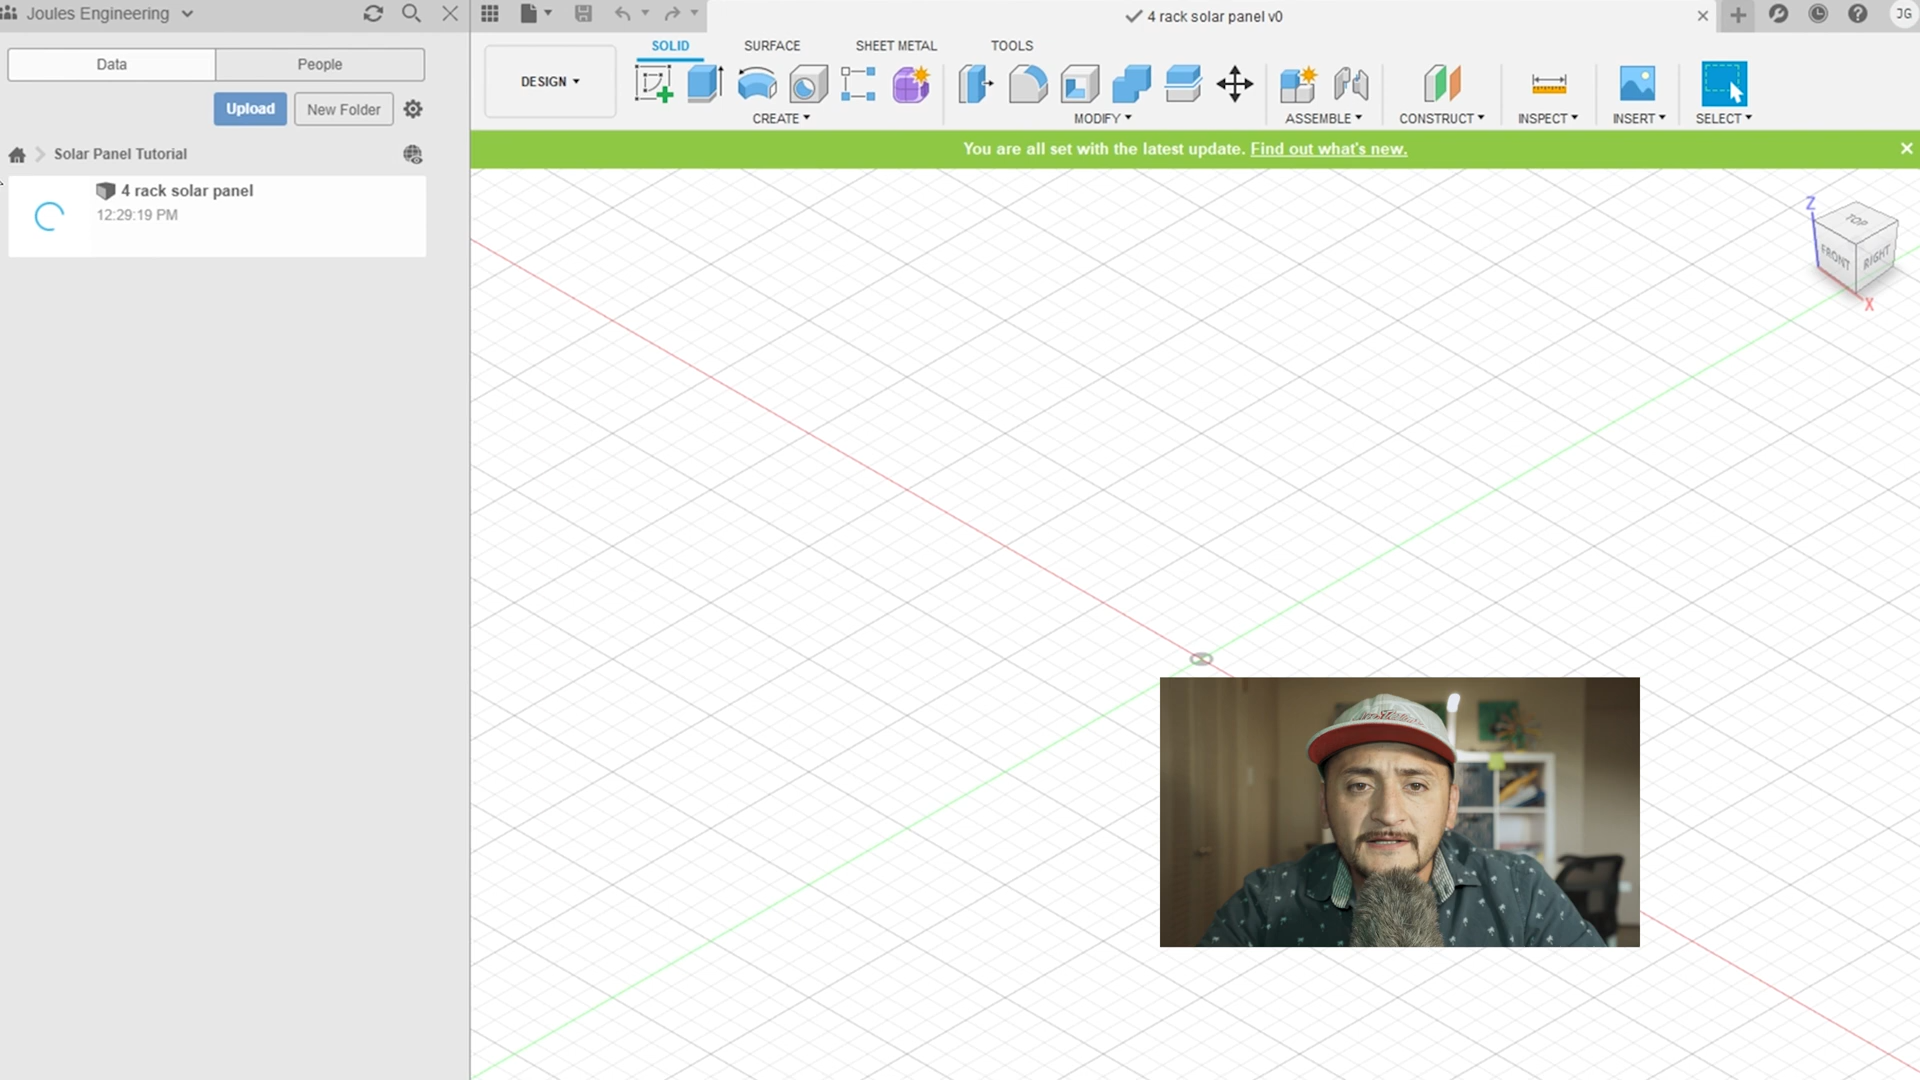 Joules Engineering
4 rack solar panel v0
JG
Data
People
Upload
New Folder
Solar Panel Tutorial
4 rack solar panel
12:29:19 PM
SOLID
SURFACE
SHEET METAL
TOOLS
DESIGN
CREATE
MODIFY
ASSEMBLE
CONSTRUCT
INSPECT
INSERT
SELECT
You are all set with the latest update. Find out what's new.
Z
TOP
FRONT
RIGHT
X